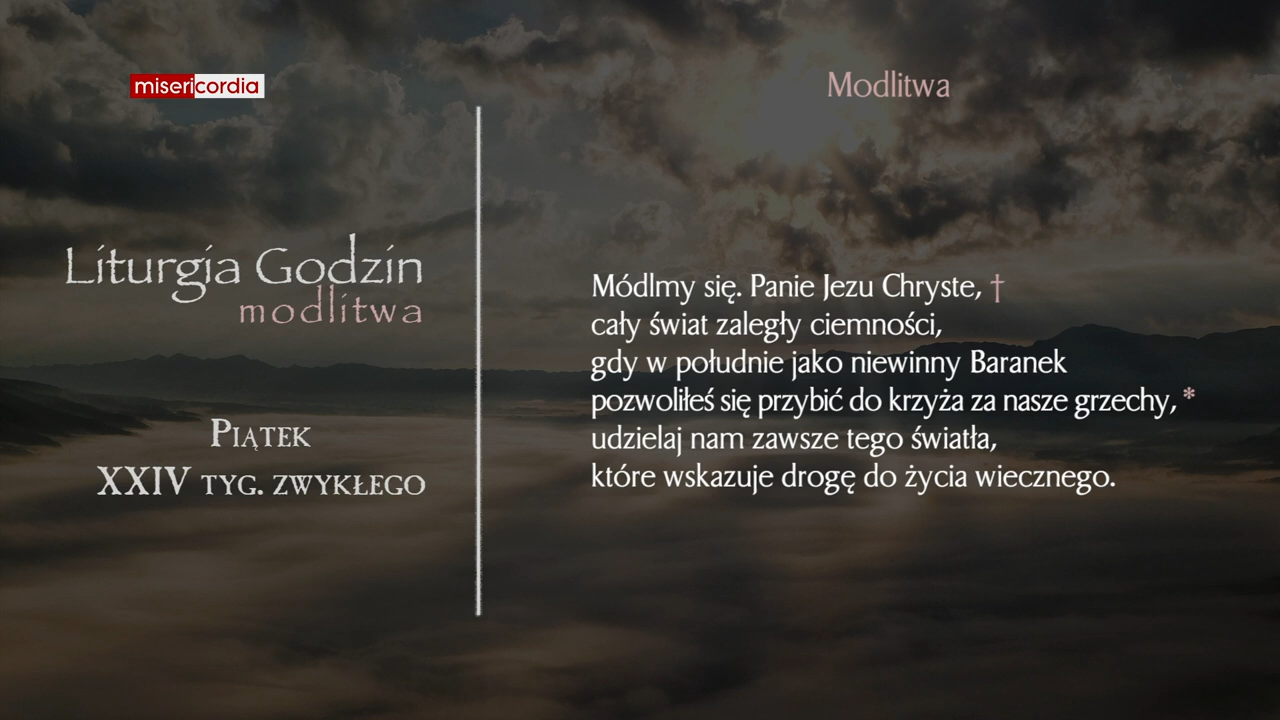 misericordia
Liturgia Godzin
modlitwa
Piątek
XXIV tyg. zwykłego
Modlitwa
Módlmy się. Panie Jezu Chryste, †
cały świat zaległy ciemności,
gdy w południe jako niewinny Baranek
pozwoliłeś się przybić do krzyża za nasze grzechy, *
udzielaj nam zawsze tego światła,
które wskazuje drogę do życia wiecznego.